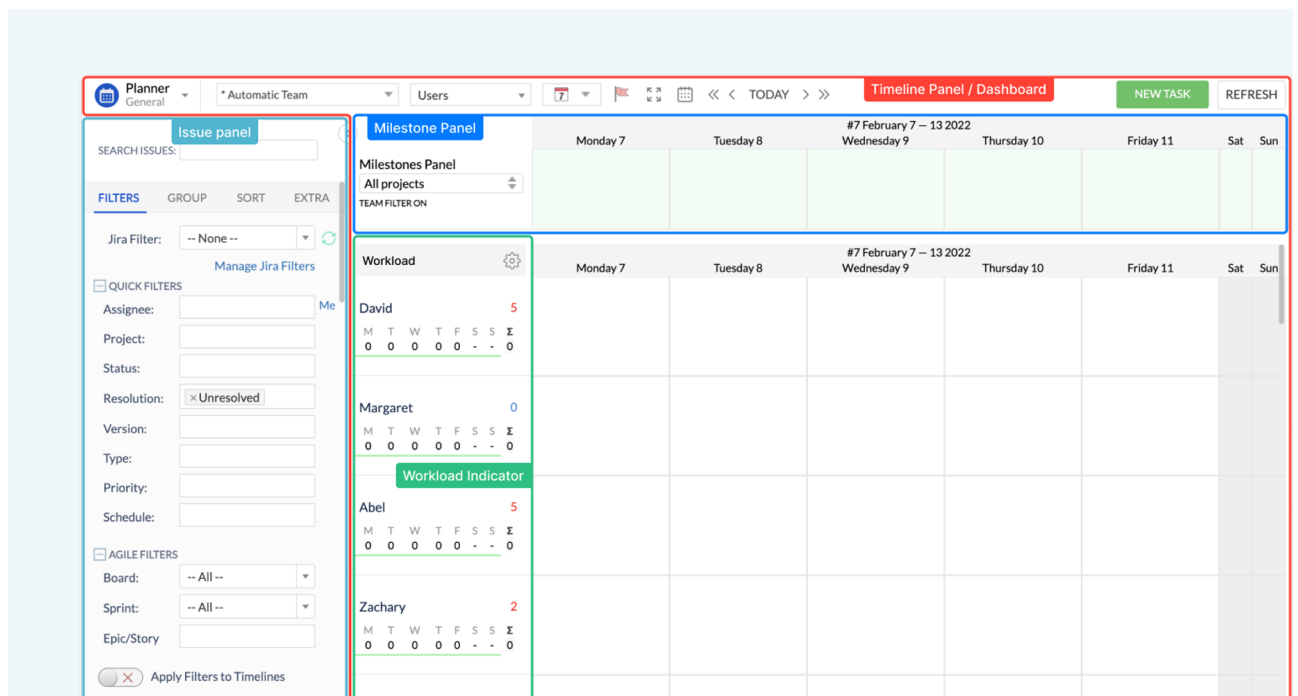 Planner
General
* Automatic Team
Users
7
TODAY
Timeline Panel / Dashboard
NEW TASK
REFRESH
Issue panel
SEARCH ISSUES:
FILTERS GROUP SORT EXTRA
Jira Filter: -- None --
Manage Jira Filters
QUICK FILTERS
Assignee: Me
Project:
Status:
Resolution: ×Unresolved
Version:
Type:
Priority:
Schedule:
AGILE FILTERS
Board: -- All --
Sprint: -- All --
Epic/Story
Apply Filters to Timelines
Milestone Panel
#7 February 7 — 13 2022
Monday 7 Tuesday 8 Wednesday 9 Thursday 10 Friday 11 Sat Sun
Milestones Panel
All projects
TEAM FILTER ON
Workload
#7 February 7 — 13 2022
Monday 7 Tuesday 8 Wednesday 9 Thursday 10 Friday 11 Sat Sun
David 5
M T W T F S S Σ
0 0 0 0 0 - - 0
Margaret 0
M T W T F S S Σ
0 0 0 0 0 - - 0
Workload Indicator
Abel 5
M T W T F S S Σ
0 0 0 0 0 - - 0
Zachary 2
M T W T F S S Σ
0 0 0 0 0 - - 0